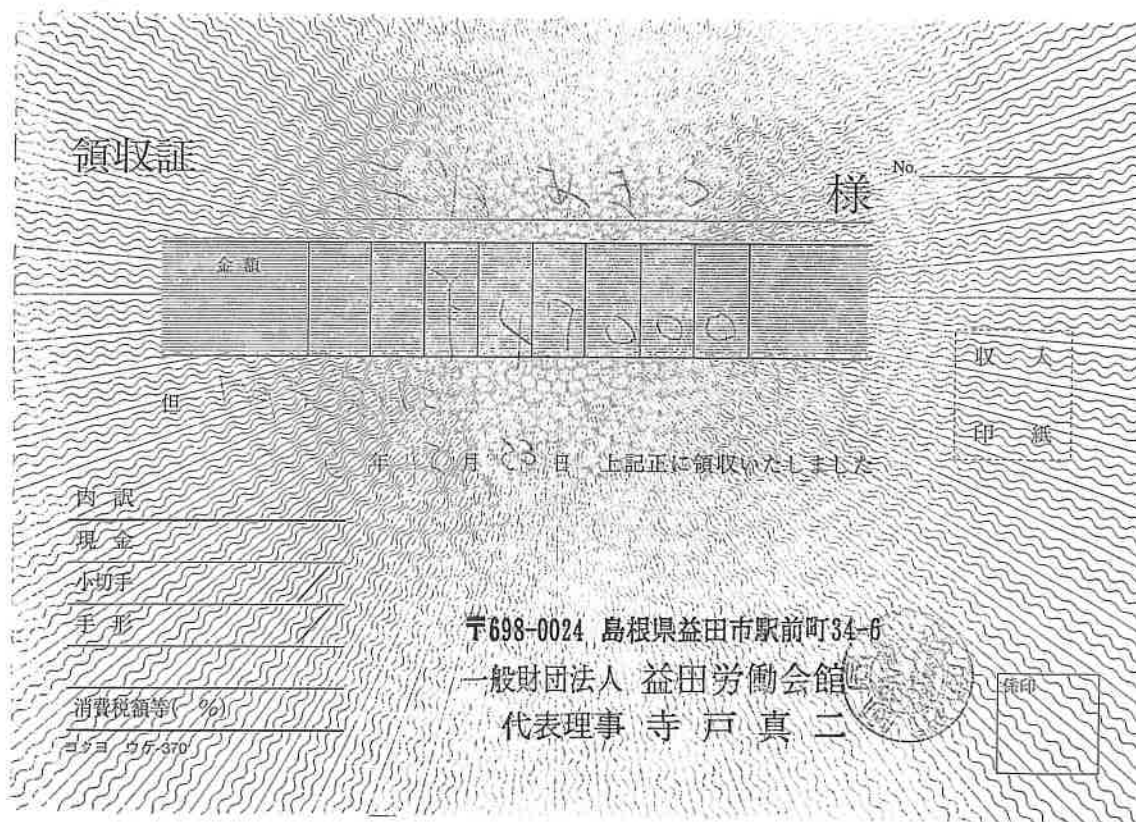 領収証
様 No.
金額
¥47000
収入
印紙
但
年 月 23 日 上記正に領収いたしました
内訳
現金
小切手
手形
〒698-0024 島根県益田市駅前町34-6
一般財団法人 益田労働会館
代表理事 寺戸真二
係印
消費税額等( %)
コクヨ ウケ-370